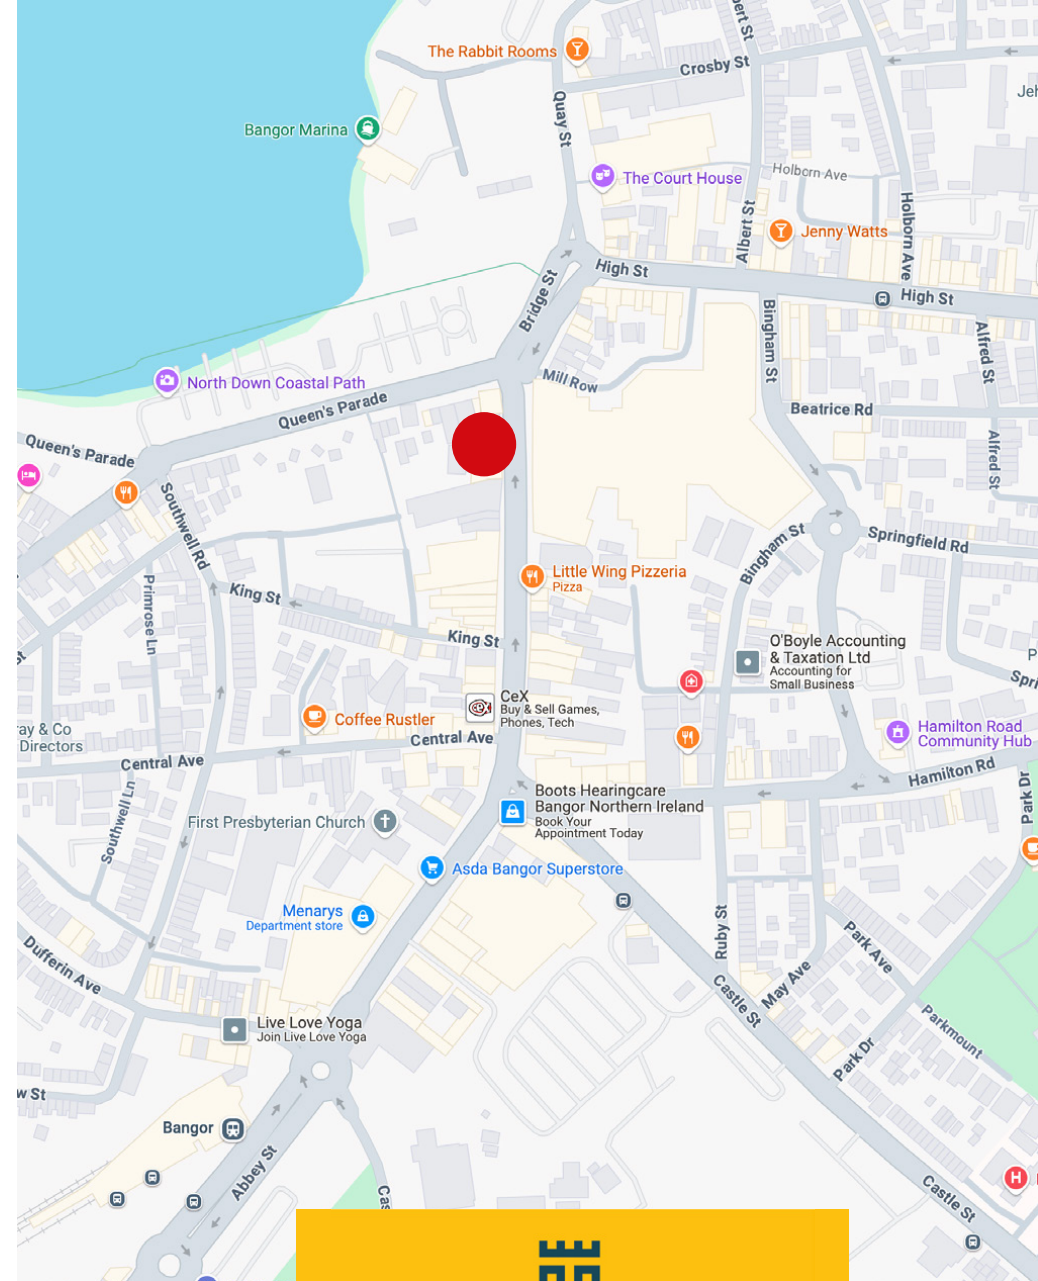 The Rabbit Rooms
Crosby St
Quay St
Bangor Marina
The Court House
Holborn Ave
Holborn Ave
Albert St
Jenny Watts
High St
High St
Bridge St
Bingham St
Alfred St
North Down Coastal Path
Mill Row
Queen's Parade
Beatrice Rd
Queen's Parade
Alfred St
Southwell Rd
Bingham St
Springfield Rd
Little Wing Pizzeria
Pizza
Primrose Ln
King St
King St
O'Boyle Accounting
& Taxation Ltd
Accounting for
Small Business
CeX
Buy & Sell Games,
Phones, Tech
Coffee Rustler
Hamilton Road
Community Hub
ay & Co
Directors
Central Ave
Central Ave
Hamilton Rd
Park Dr
Boots Hearingcare
Bangor Northern Ireland
Book Your
Appointment Today
Southwell Ln
First Presbyterian Church
Asda Bangor Superstore
Menarys
Department store
Ruby St
Park Ave
Dufferin Ave
May Ave
Castle St
Parkmount
Live Love Yoga
Join Live Love Yoga
Park Dr
w St
Bangor
H
Abbey St
Cas
Castle St